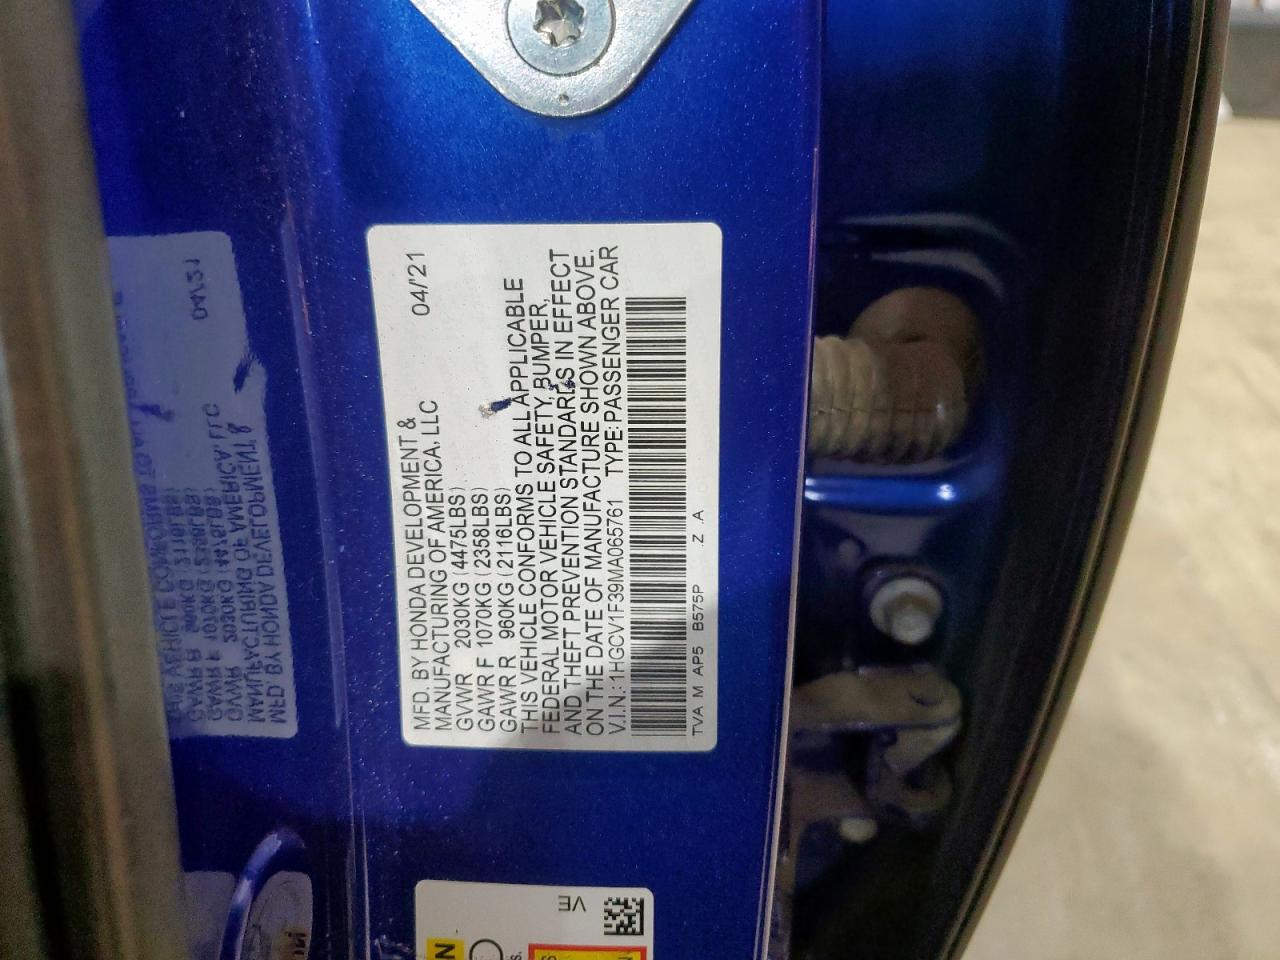 MFD. BY HONDA DEVELOPMENT &
MANUFACTURING OF AMERICA, LLC 04/'21
GVWR 2030KG (4475LBS)
GAWR F 1070KG (2358LBS)
GAWR R 960KG (2116LBS)
THIS VEHICLE CONFORMS TO ALL APPLICABLE
FEDERAL MOTOR VEHICLE SAFETY, BUMPER,
AND THEFT PREVENTION STANDARDS IN EFFECT
ON THE DATE OF MANUFACTURE SHOWN ABOVE.
V.I.N.: 1HGCV1F39MA065761 TYPE: PASSENGER CAR
TVA M AP5 B575P Z A
VE